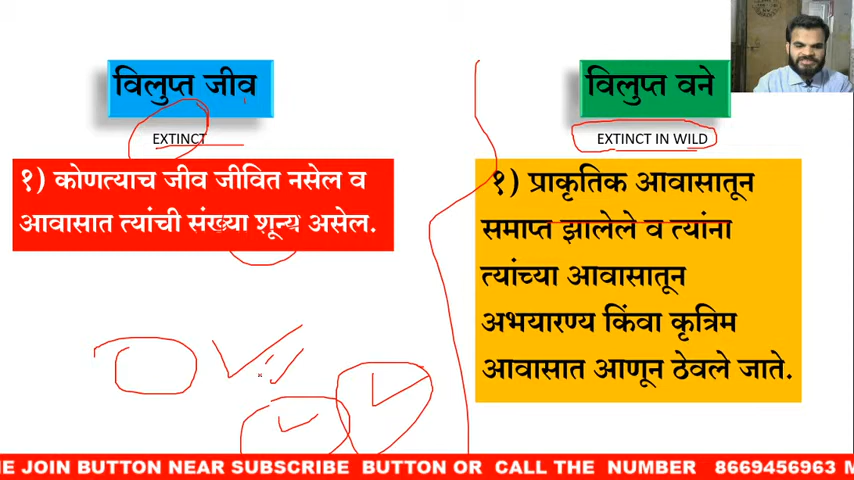 विलुप्त जीव
EXTINCT
१) कोणत्याच जीव जीवित नसेल व
आवासात त्यांची संख्या शून्य असेल.
विलुप्त वने
EXTINCT IN WILD
१) प्राकृतिक आवासातून
समाप्त झालेले व त्यांना
त्यांच्या आवासातून
अभयारण्य किंवा कृत्रिम
आवासात आणून ठेवले जाते.
HE JOIN BUTTON NEAR SUBSCRIBE BUTTON OR CALL THE NUMBER 8669456963 M